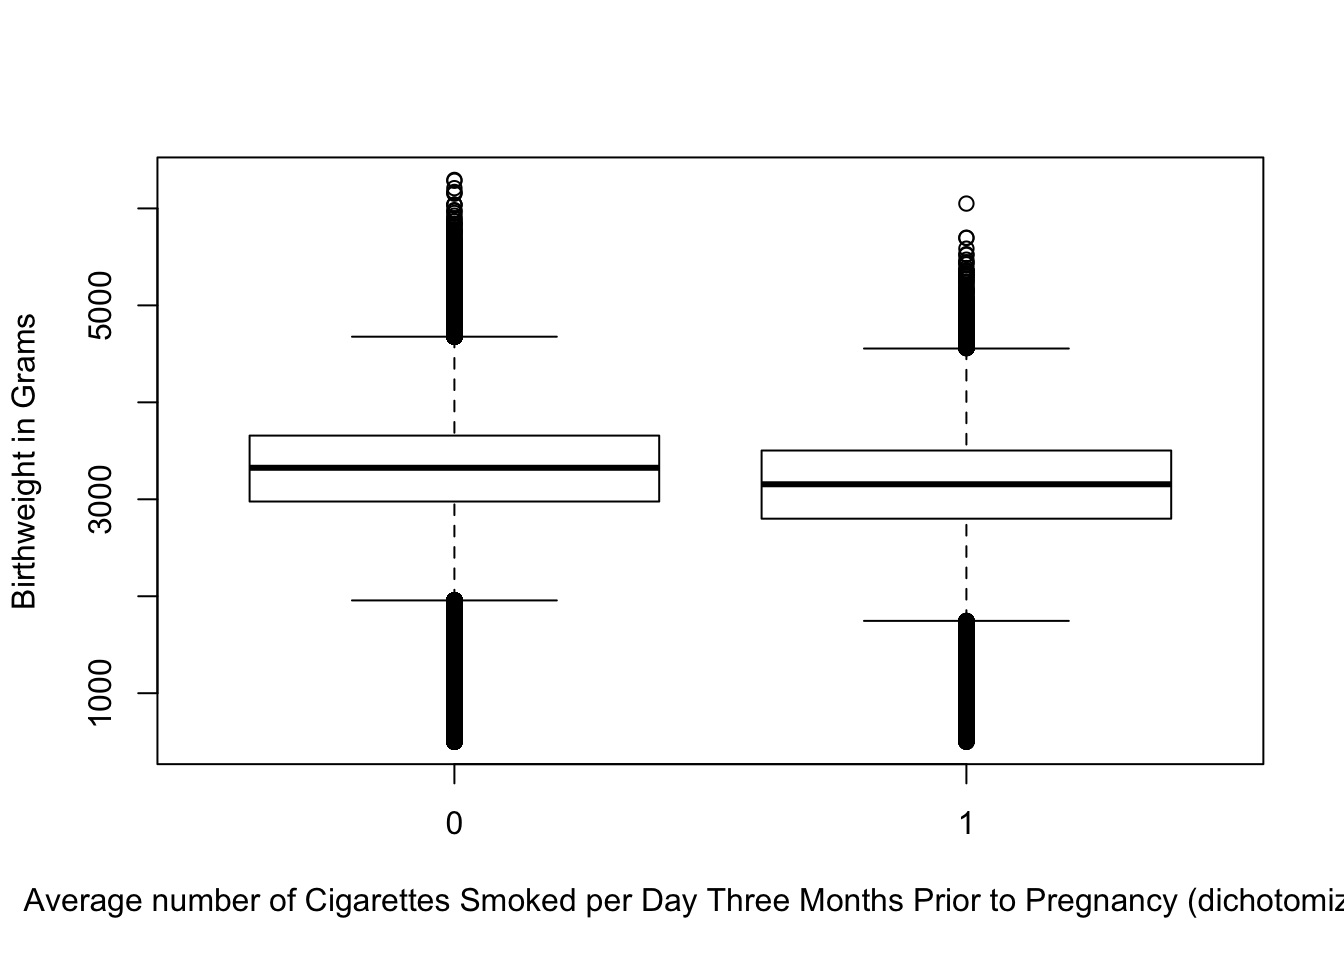 Birthweight in Grams
5000
3000
1000
0 1
Average number of Cigarettes Smoked per Day Three Months Prior to Pregnancy (dichotomiz